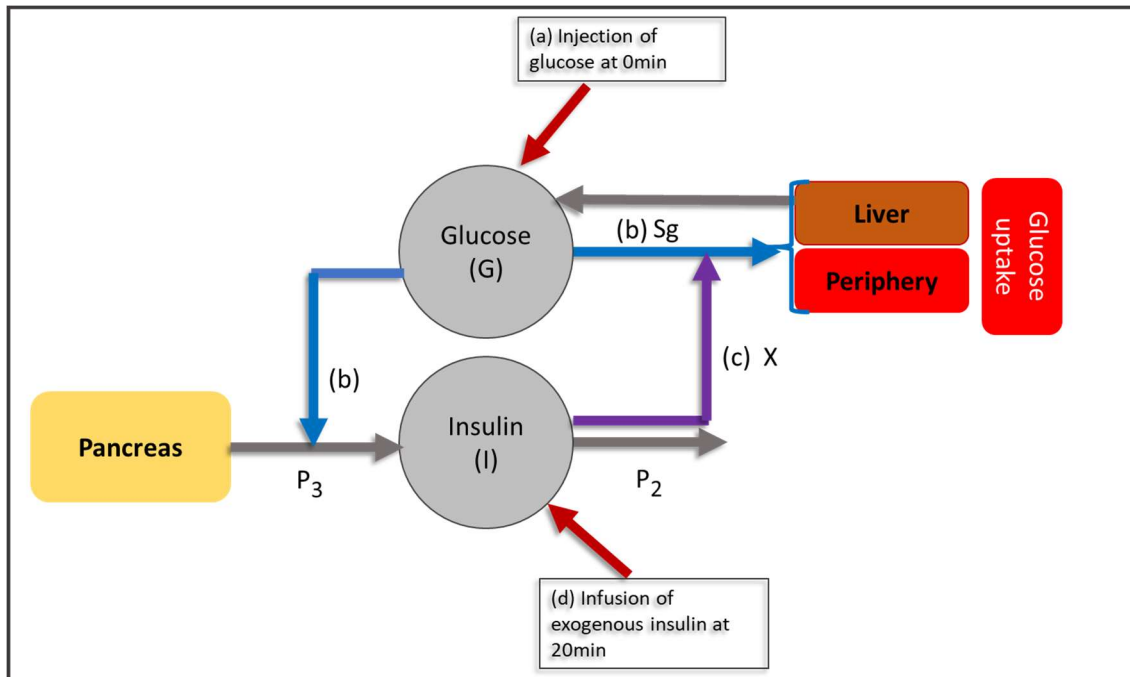 (a) Injection of
glucose at 0min
Glucose
(G)
(b) Sg
Liver
Periphery
Glucose
uptake
(b)
(c) X
Pancreas
P3
Insulin
(I)
P2
(d) Infusion of
exogenous insulin at
20min